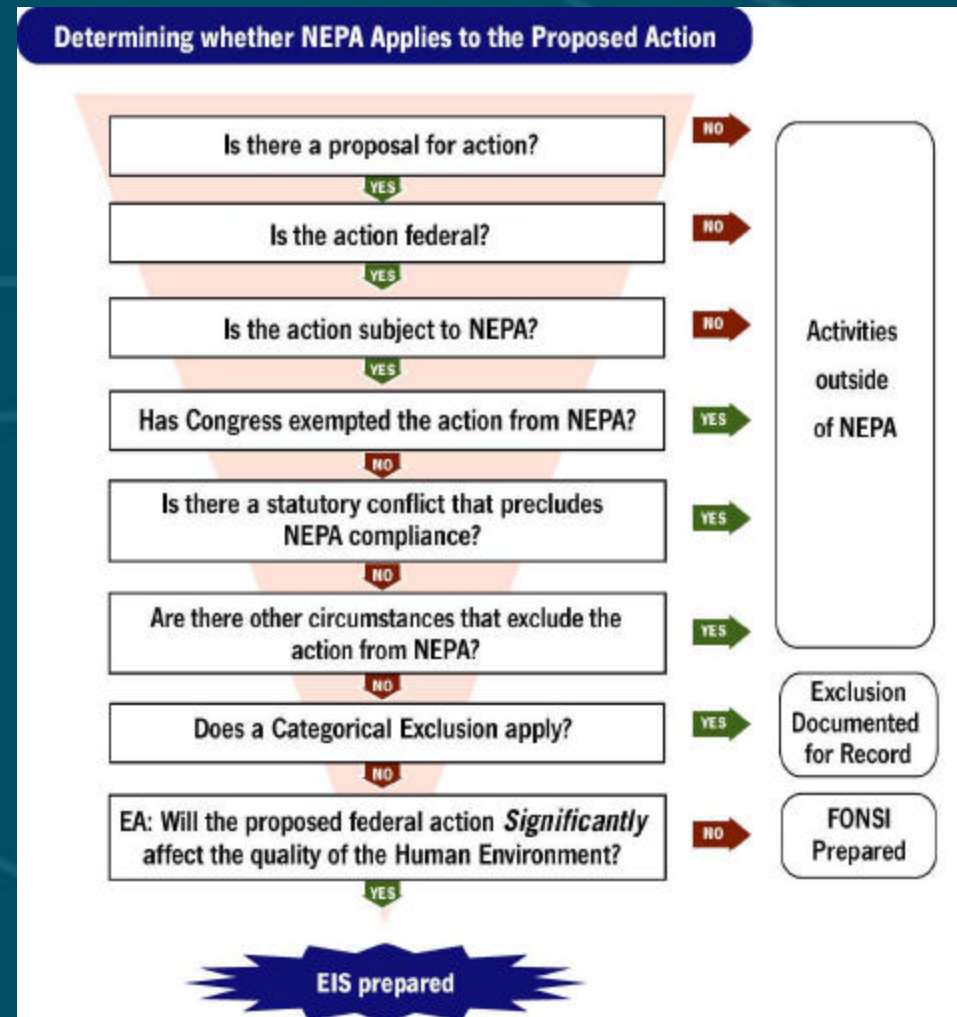 Determining whether NEPA Applies to the Proposed Action
Is there a proposal for action?
NO
YES
Is the action federal?
NO
YES
Is the action subject to NEPA?
NO
YES
Has Congress exempted the action from NEPA?
YES
NO
Is there a statutory conflict that precludes
NEPA compliance?
YES
NO
Are there other circumstances that exclude the
action from NEPA?
YES
NO
Activities
outside
of NEPA
Does a Categorical Exclusion apply?
YES
Exclusion
Documented
for Record
NO
EA: Will the proposed federal action Significantly
affect the quality of the Human Environment?
NO
FONSI
Prepared
YES
EIS prepared